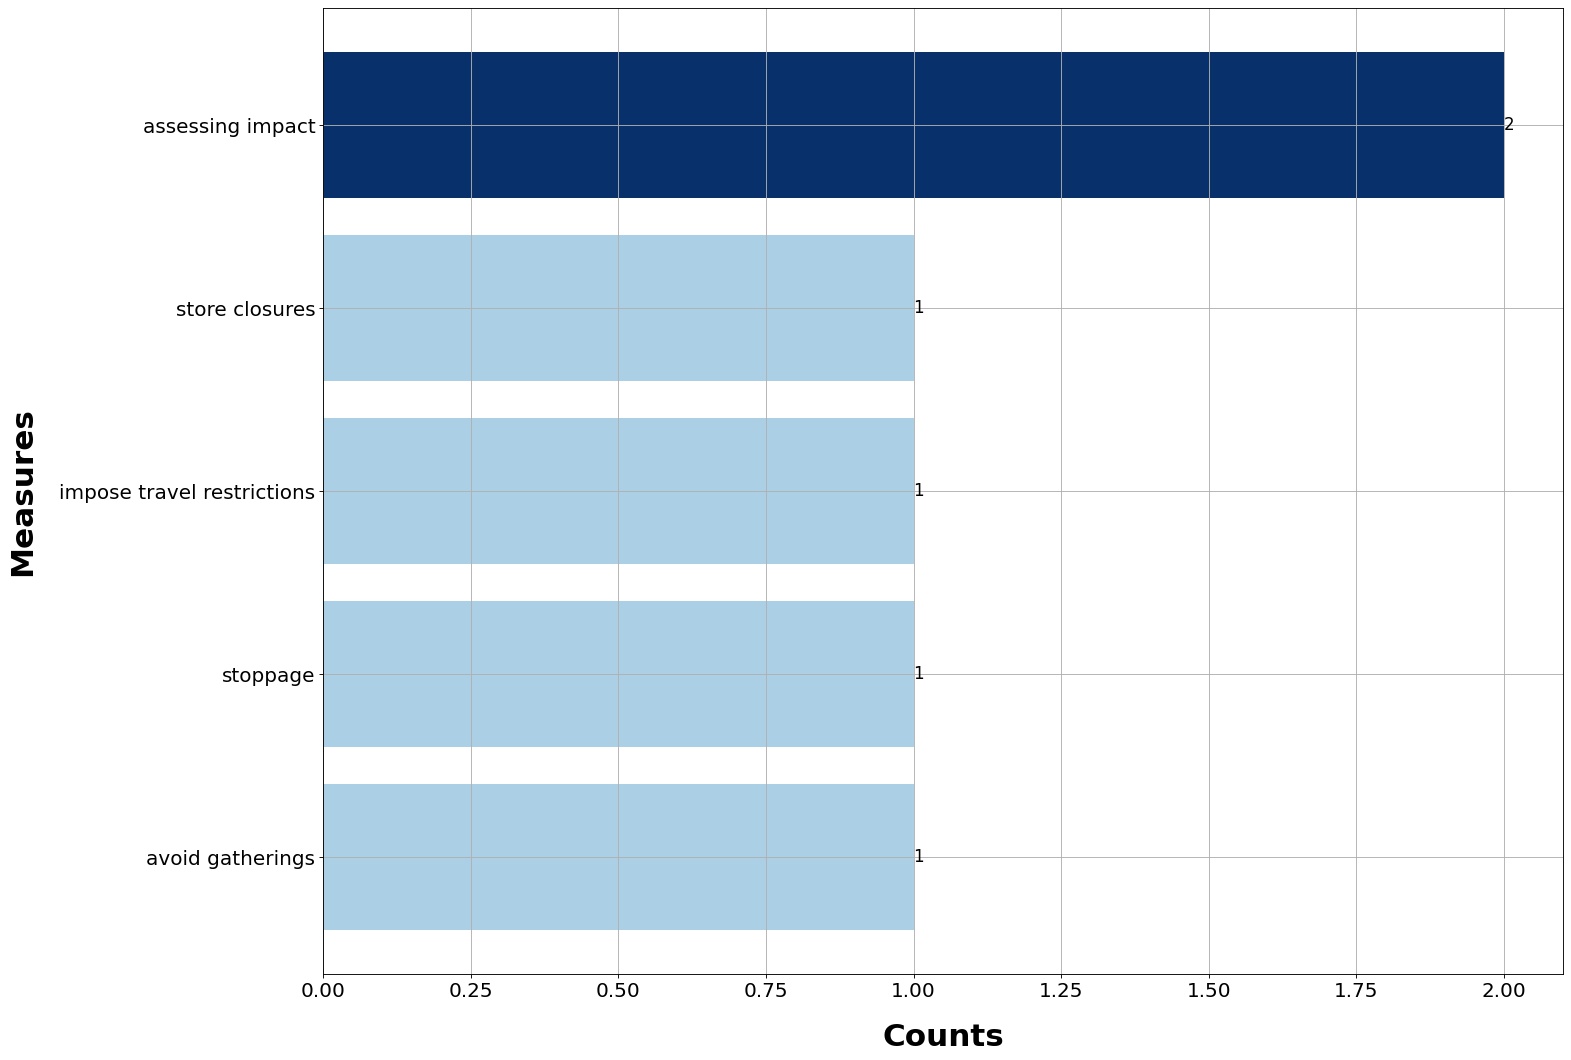 Measures
assessing impact
2
store closures
1
impose travel restrictions
1
stoppage
1
avoid gatherings
1
0.00 0.25 0.50 0.75 1.00 1.25 1.50 1.75 2.00
Counts